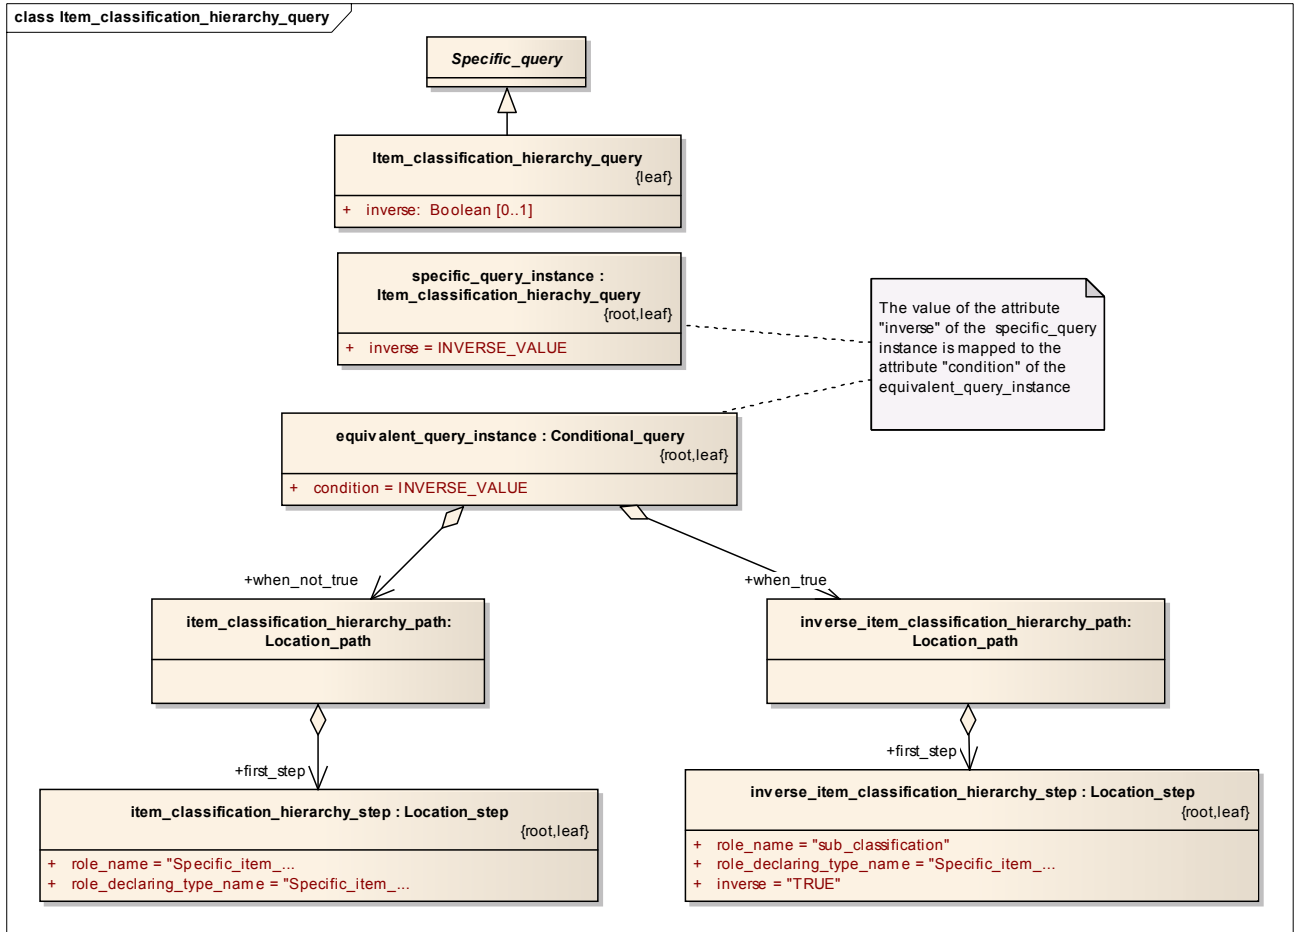 class Item_classification_hierarchy_query
Specific_query
Item_classification_hierarchy_query
{leaf}
+ inverse: Boolean [0..1]
specific_query_instance :
Item_classification_hierachy_query
{root,leaf}
+ inverse = INVERSE_VALUE
The value of the attribute
"inverse" of the specific_query
instance is mapped to the
attribute "condition" of the
equivalent_query_instance
equivalent_query_instance : Conditional_query
{root,leaf}
+ condition = INVERSE_VALUE
+when_not_true
+when_true
item_classification_hierarchy_path:
Location_path
inverse_item_classification_hierarchy_path:
Location_path
+first_step
+first_step
item_classification_hierarchy_step : Location_step
{root,leaf}
+ role_name = "Specific_item_...
+ role_declaring_type_name = "Specific_item_...
inverse_item_classification_hierarchy_step : Location_step
{root,leaf}
+ role_name = "sub_classification"
+ role_declaring_type_name = "Specific_item_...
+ inverse = "TRUE"